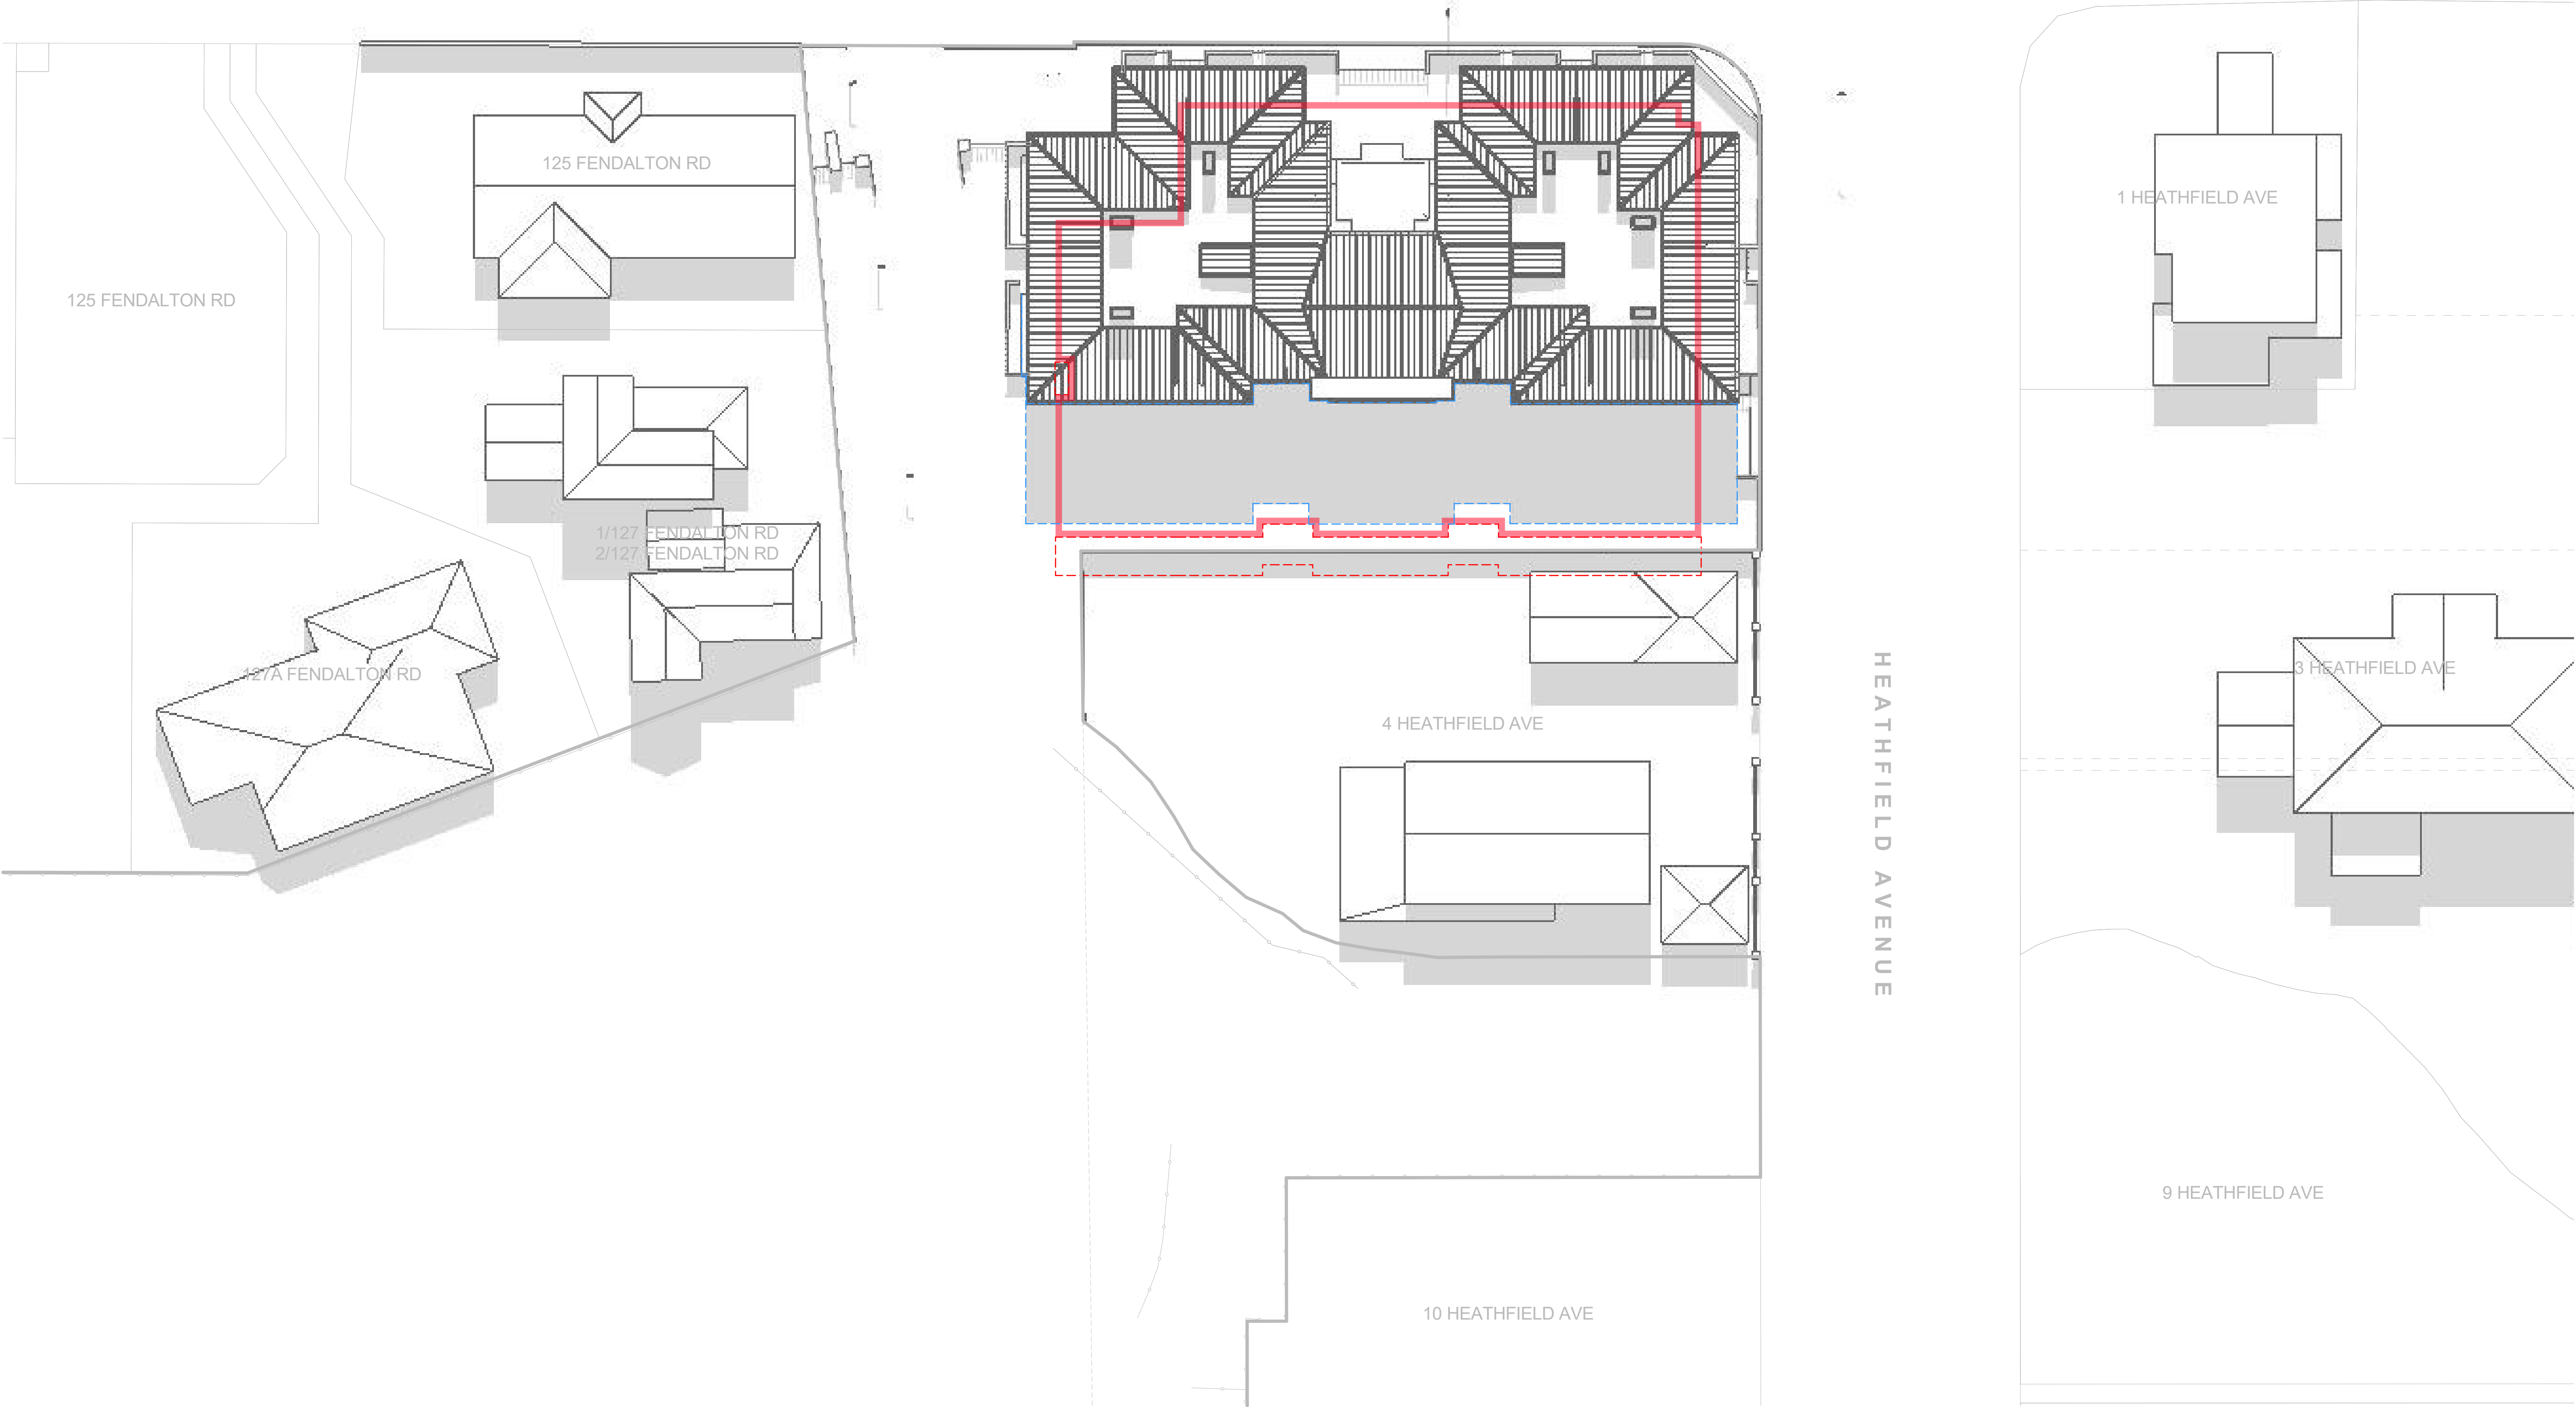 125 FENDALTON RD
1 HEATHFIELD AVE
125 FENDALTON RD
1/127 FENDALTON RD
2/127 FENDALTON RD
127A FENDALTON RD
3 HEATHFIELD AVE
4 HEATHFIELD AVE
HEATHFIELD AVENUE
9 HEATHFIELD AVE
10 HEATHFIELD AVE